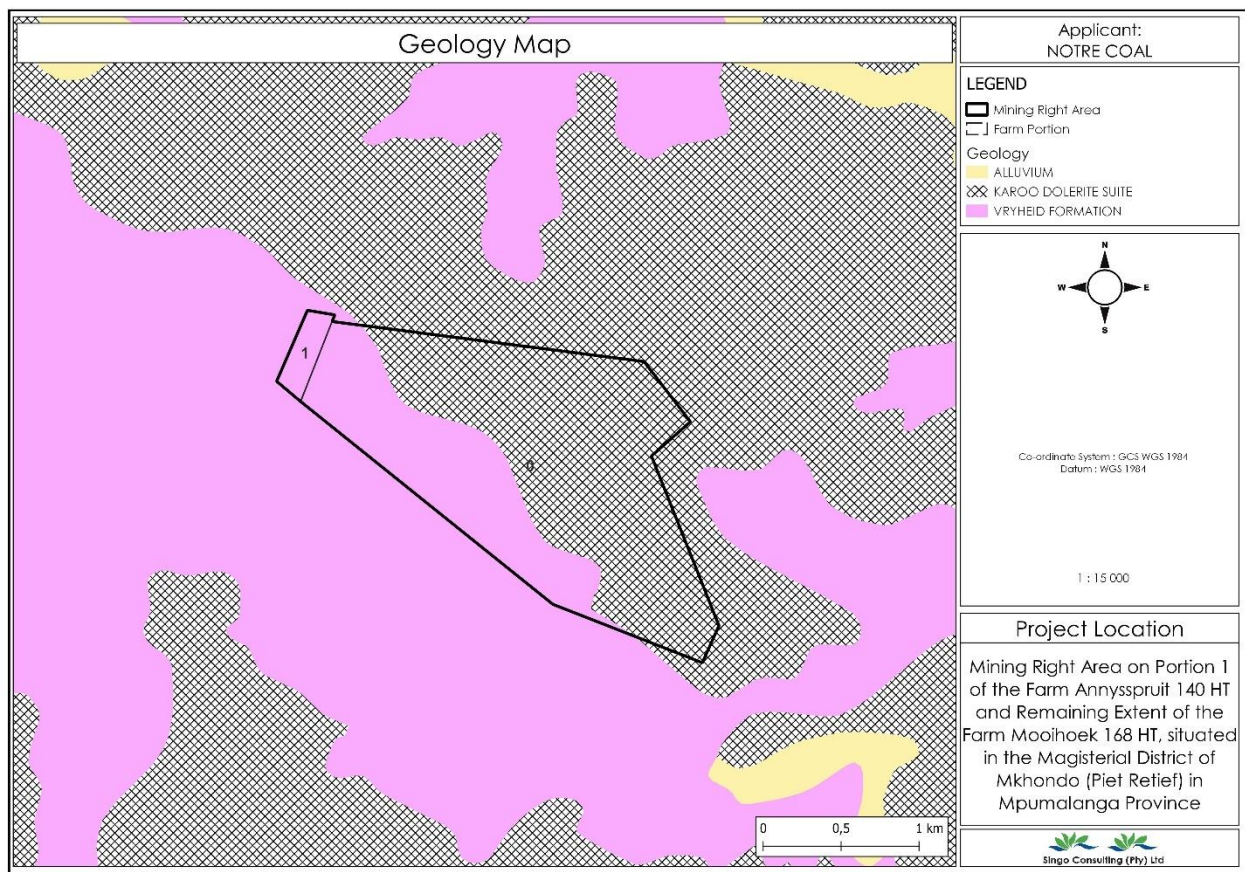 Geology Map
1
0
Applicant:
NOTRE COAL
LEGEND
Mining Right Area
Farm Portion
Geology
ALLUVIUM
KAROO DOLERITE SUITE
VRYHEID FORMATION
N
W E
S
Co-ordinate System : GCS WGS 1984
Datum : WGS 1984
1 : 15 000
Project Location
Mining Right Area on Portion 1
of the Farm Annysspruit 140 HT
and Remaining Extent of the
Farm Mooihoek 168 HT, situated
in the Magisterial District of
Mkhondo (Piet Retief) in
Mpumalanga Province
0 0,5 1 km
Singo Consulting (Pty) Ltd